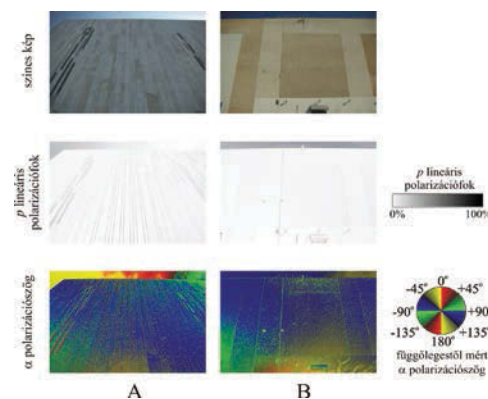 színes kép
p lineáris
polarizációfok
p lineáris
polarizációfok
0% 100%
α polarizációszög
0°
-45° +45°
-90° +90
-135° +135°
180°
függőlegestől mért
α polarizációszög
A B